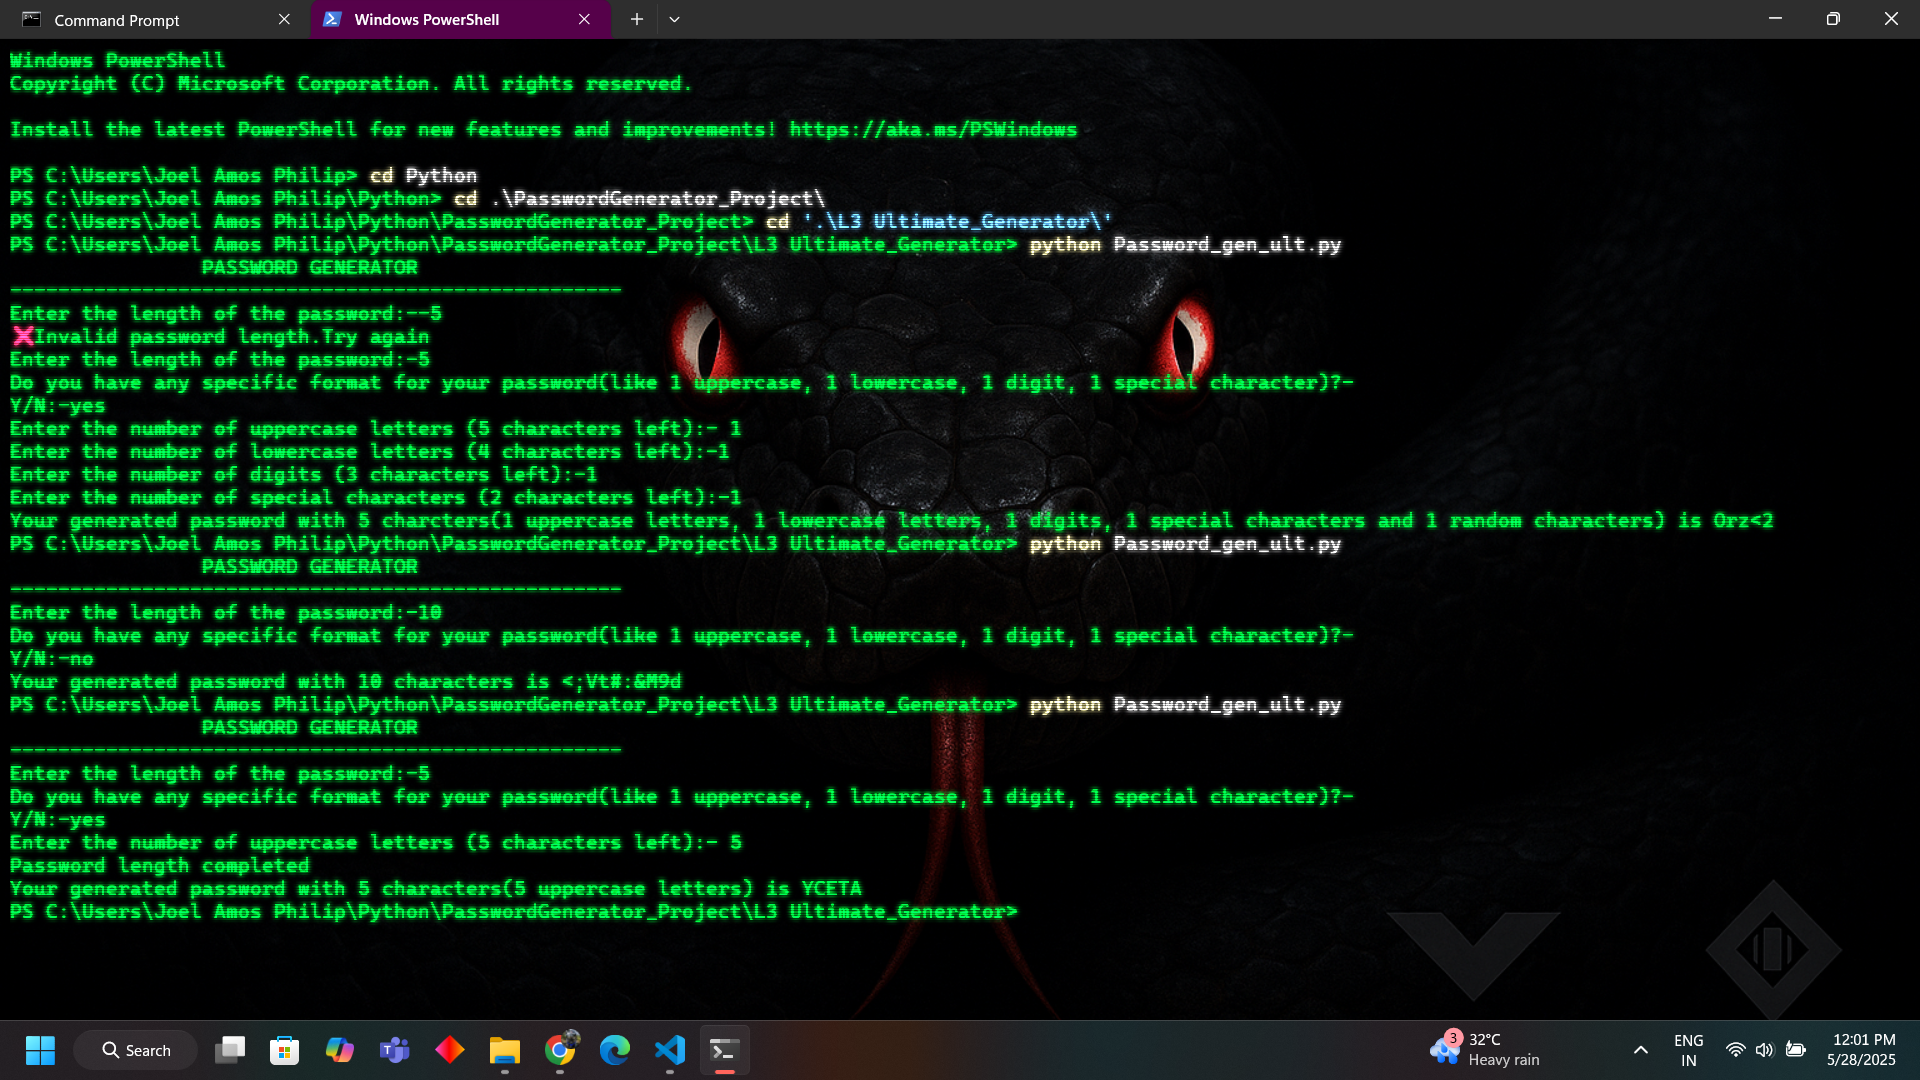 Command Prompt
Windows PowerShell
Windows PowerShell
Copyright (C) Microsoft Corporation. All rights reserved.
Install the latest PowerShell for new features and improvements! https://aka.ms/PSWindows
PS C:\Users\Joel Amos Philip> cd Python
PS C:\Users\Joel Amos Philip\Python> cd .\PasswordGenerator_Project\
PS C:\Users\Joel Amos Philip\Python\PasswordGenerator_Project> cd '.\L3 Ultimate_Generator\'
PS C:\Users\Joel Amos Philip\Python\PasswordGenerator_Project\L3 Ultimate_Generator> python Password_gen_ult.py
PASSWORD GENERATOR
---------------------------------------------------
Enter the length of the password:--5
❌Invalid password length.Try again
Enter the length of the password:-5
Do you have any specific format for your password(like 1 uppercase, 1 lowercase, 1 digit, 1 special character)?-
Y/N:-yes
Enter the number of uppercase letters (5 characters left):- 1
Enter the number of lowercase letters (4 characters left):-1
Enter the number of digits (3 characters left):-1
Enter the number of special characters (2 characters left):-1
Your generated password with 5 charcters(1 uppercase letters, 1 lowercase letters, 1 digits, 1 special characters and 1 random characters) is Orz<2
PS C:\Users\Joel Amos Philip\Python\PasswordGenerator_Project\L3 Ultimate_Generator> python Password_gen_ult.py
PASSWORD GENERATOR
---------------------------------------------------
Enter the length of the password:-10
Do you have any specific format for your password(like 1 uppercase, 1 lowercase, 1 digit, 1 special character)?-
Y/N:-no
Your generated password with 10 characters is <;Vt#:&M9d
PS C:\Users\Joel Amos Philip\Python\PasswordGenerator_Project\L3 Ultimate_Generator> python Password_gen_ult.py
PASSWORD GENERATOR
---------------------------------------------------
Enter the length of the password:-5
Do you have any specific format for your password(like 1 uppercase, 1 lowercase, 1 digit, 1 special character)?-
Y/N:-yes
Enter the number of uppercase letters (5 characters left):- 5
Password length completed
Your generated password with 5 characters(5 uppercase letters) is YCETA
PS C:\Users\Joel Amos Philip\Python\PasswordGenerator_Project\L3 Ultimate_Generator>
Search
3
32°C
Heavy rain
ENG
IN
12:01 PM
5/28/2025